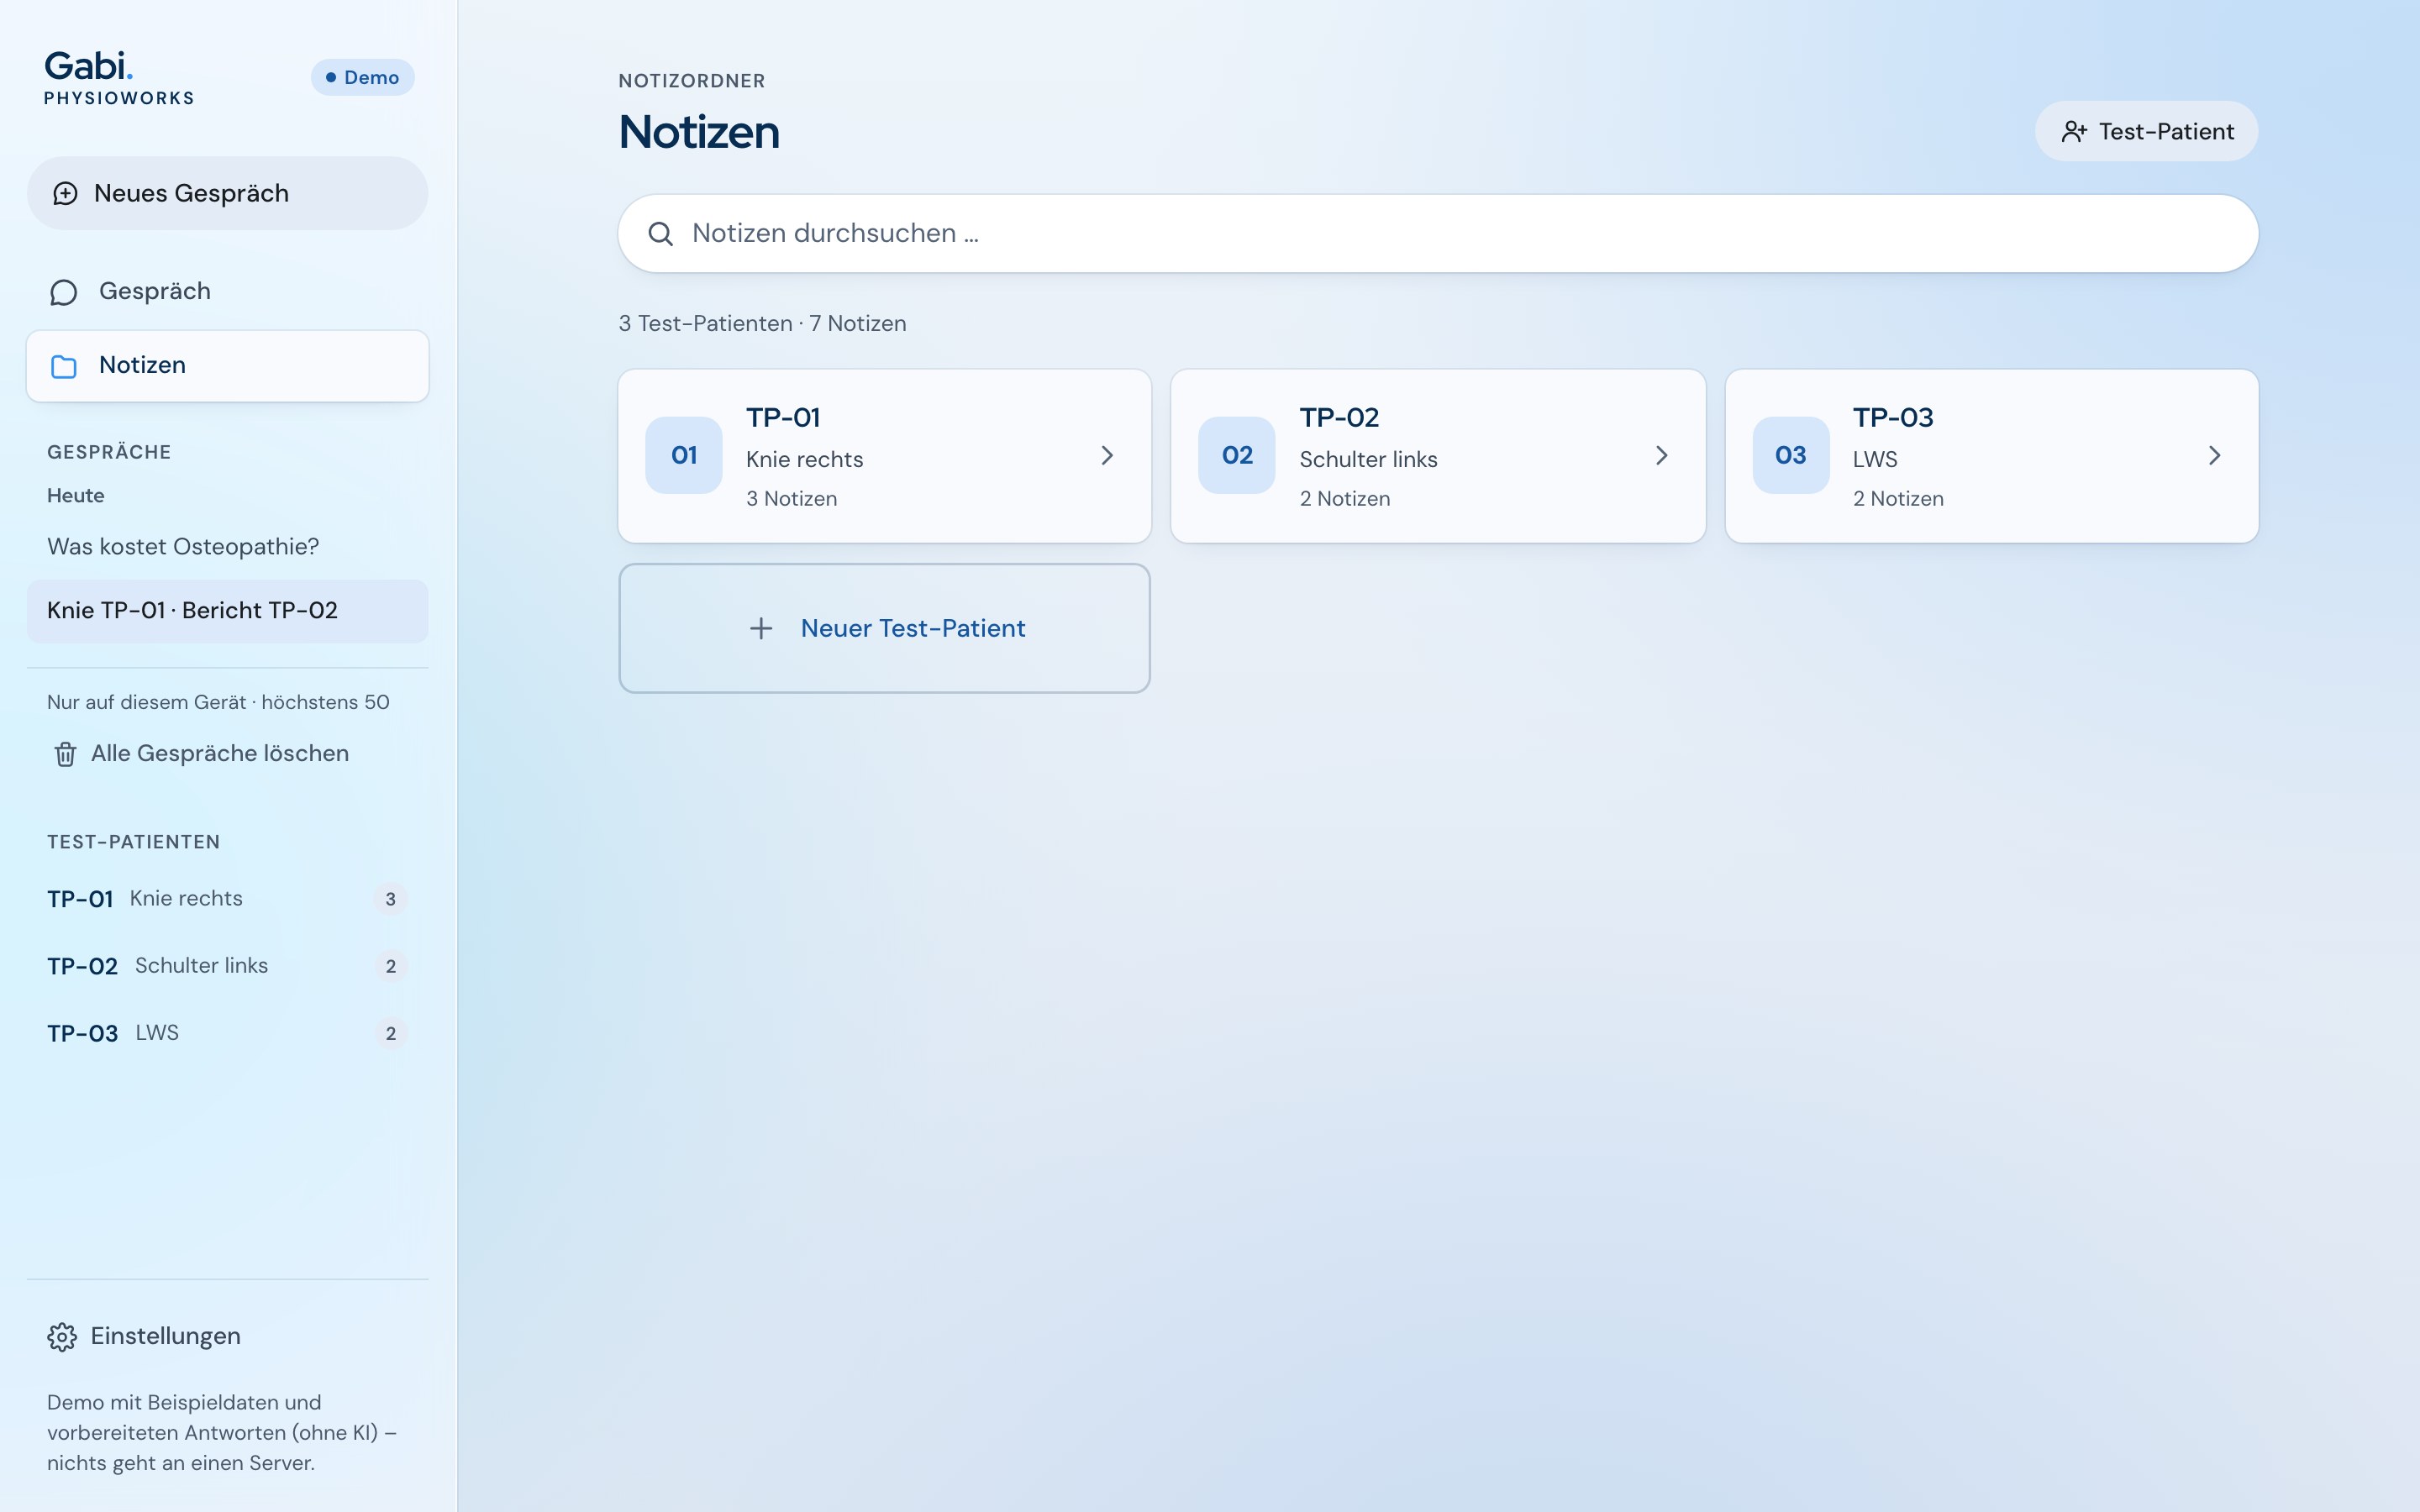 Gabi.
PHYSIOWORKS
Demo
Neues Gespräch
Gespräch
Notizen
GESPRÄCHE
Heute
Was kostet Osteopathie?
Knie TP-01 · Bericht TP-02
Nur auf diesem Gerät · höchstens 50
Alle Gespräche löschen
TEST-PATIENTEN
TP-01 Knie rechts 3
TP-02 Schulter links 2
TP-03 LWS 2
Einstellungen
Demo mit Beispieldaten und
vorbereiteten Antworten (ohne KI) –
nichts geht an einen Server.
NOTIZORDNER
Notizen
Test-Patient
Notizen durchsuchen ...
3 Test-Patienten · 7 Notizen
01
TP-01
Knie rechts
3 Notizen
02
TP-02
Schulter links
2 Notizen
03
TP-03
LWS
2 Notizen
Neuer Test-Patient